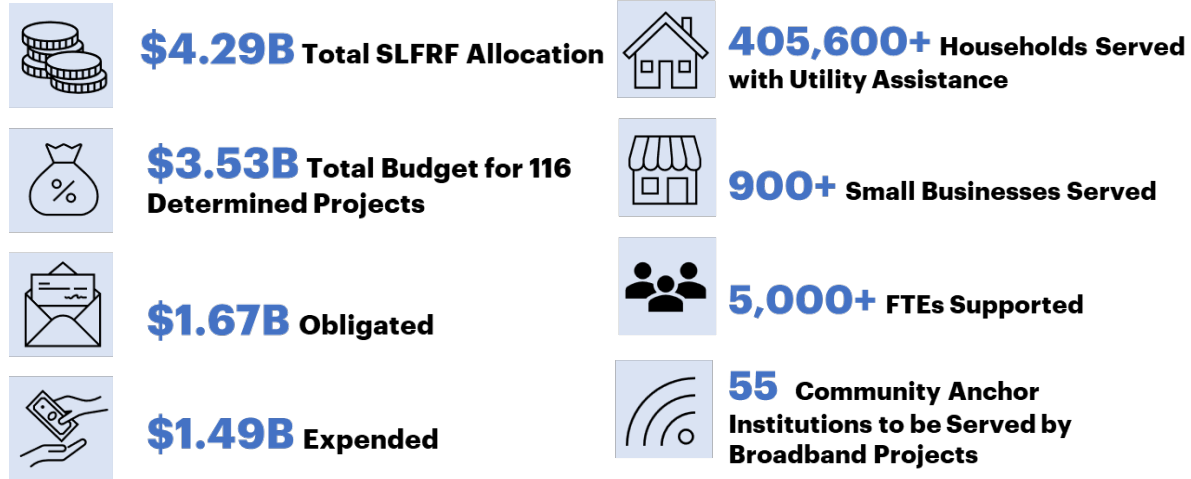 $4.29B Total SLFRF Allocation
$3.53B Total Budget for 116
Determined Projects
%
$1.67B Obligated
$1.49B Expended
405,600+ Households Served
with Utility Assistance
900+ Small Businesses Served
5,000+ FTEs Supported
55 Community Anchor
Institutions to be Served by
Broadband Projects